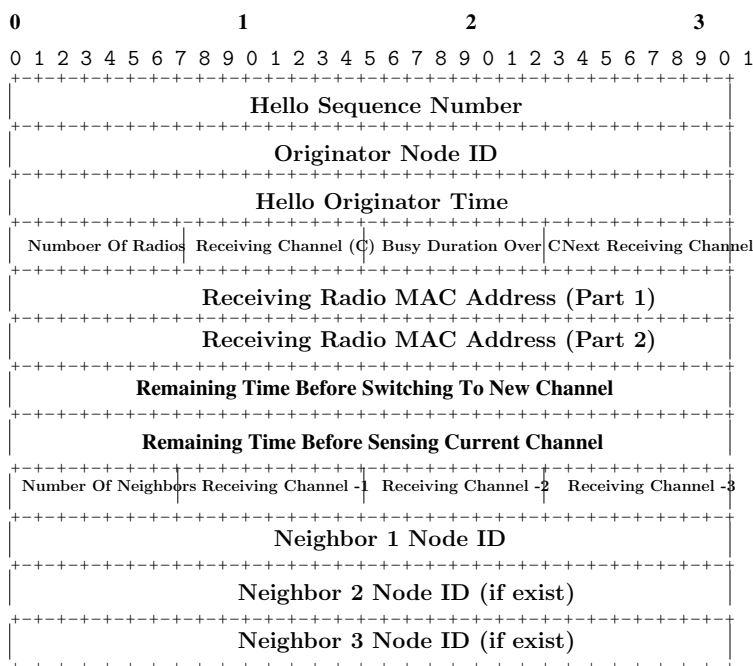 0 1 2 3
0 1 2 3 4 5 6 7 8 9 0 1 2 3 4 5 6 7 8 9 0 1 2 3 4 5 6 7 8 9 0 1
Hello Sequence Number
Originator Node ID
Hello Originator Time
Numboer Of Radios Receiving Channel (C) Busy Duration Over C Next Receiving Channel
Receiving Radio MAC Address (Part 1)
Receiving Radio MAC Address (Part 2)
Remaining Time Before Switching To New Channel
Remaining Time Before Sensing Current Channel
Number Of Neighbors Receiving Channel -1 Receiving Channel -2 Receiving Channel -3
Neighbor 1 Node ID
Neighbor 2 Node ID (if exist)
Neighbor 3 Node ID (if exist)